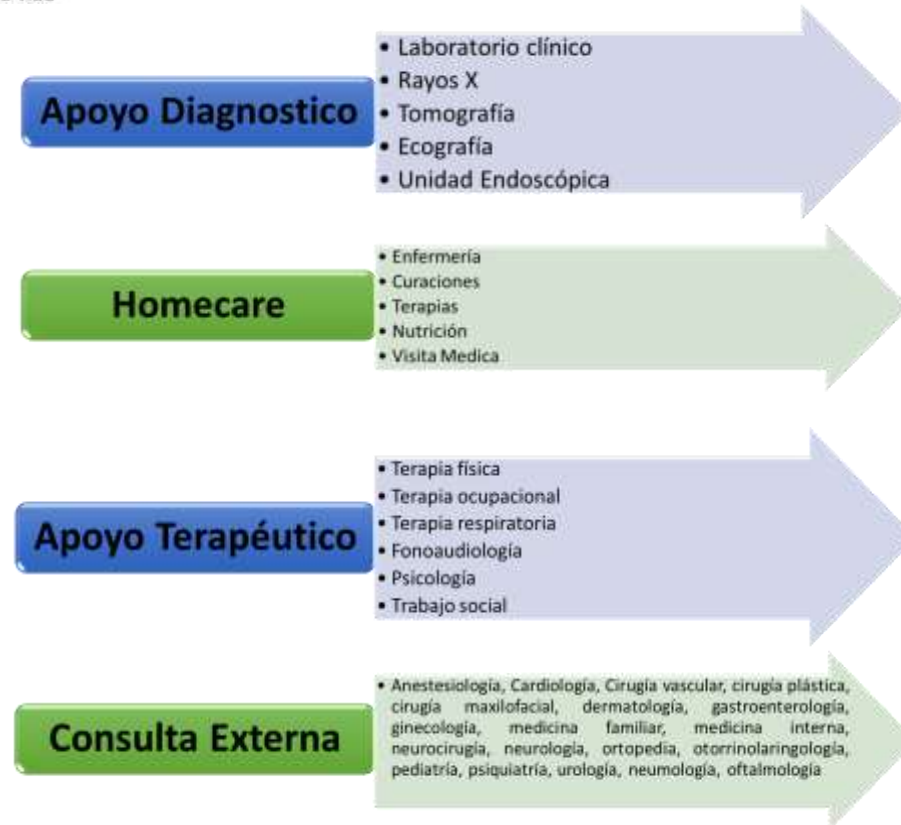 Apoyo Diagnostico
• Laboratorio clínico
• Rayos X
• Tomografía
• Ecografía
• Unidad Endoscópica
Homecare
• Enfermería
• Curaciones
• Terapias
• Nutrición
• Visita Medica
Apoyo Terapéutico
• Terapia física
• Terapia ocupacional
• Terapia respiratoria
• Fonoaudiología
• Psicología
• Trabajo social
Consulta Externa
• Anestesiología, Cardiología, Cirugía vascular, cirugía plástica,
cirugía maxilofacial, dermatología, gastroenterología,
ginecología, medicina familiar, medicina interna,
neurocirugía, neurología, ortopedia, otorrinolaringología,
pediatría, psiquiatría, urología, neumología, oftalmología